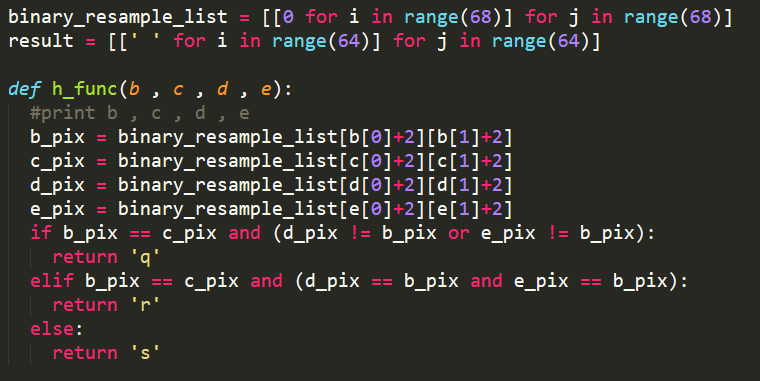 binary_resample_list = [[0 for i in range(68)] for j in range(68)]
result = [[' ' for i in range(64)] for j in range(64)]

def h_func(b , c , d , e):
  #print b , c , d , e
  b_pix = binary_resample_list[b[0]+2][b[1]+2]
  c_pix = binary_resample_list[c[0]+2][c[1]+2]
  d_pix = binary_resample_list[d[0]+2][d[1]+2]
  e_pix = binary_resample_list[e[0]+2][e[1]+2]
  if b_pix == c_pix and (d_pix != b_pix or e_pix != b_pix):
    return 'q'
  elif b_pix == c_pix and (d_pix == b_pix and e_pix == b_pix):
    return 'r'
  else:
    return 's'